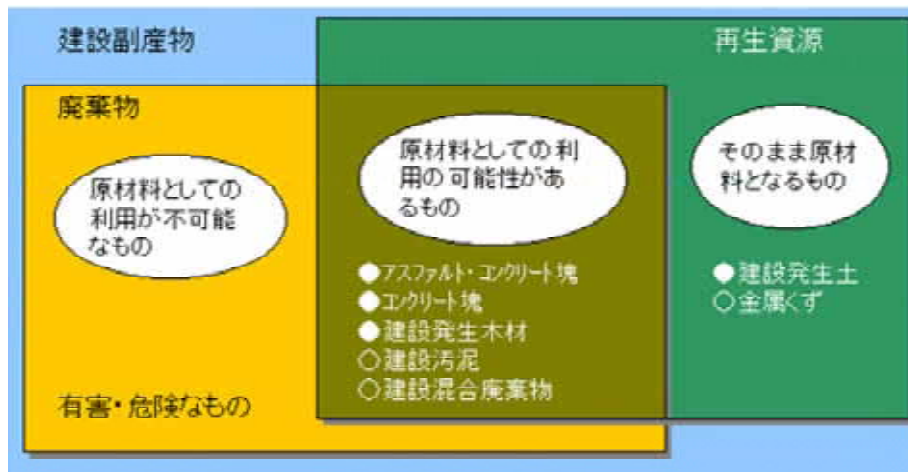 建設副産物
再生資源
廃棄物
原材料としての
利用が不可能
なもの
有害・危険なもの
原材料としての利
用の可能性があ
るもの
●アスファルト・コンクリート塊
●コンクリート塊
●建設発生木材
○建設汚泥
○建設混合廃棄物
そのまま原材
料となるもの
●建設発生土
○金属くず